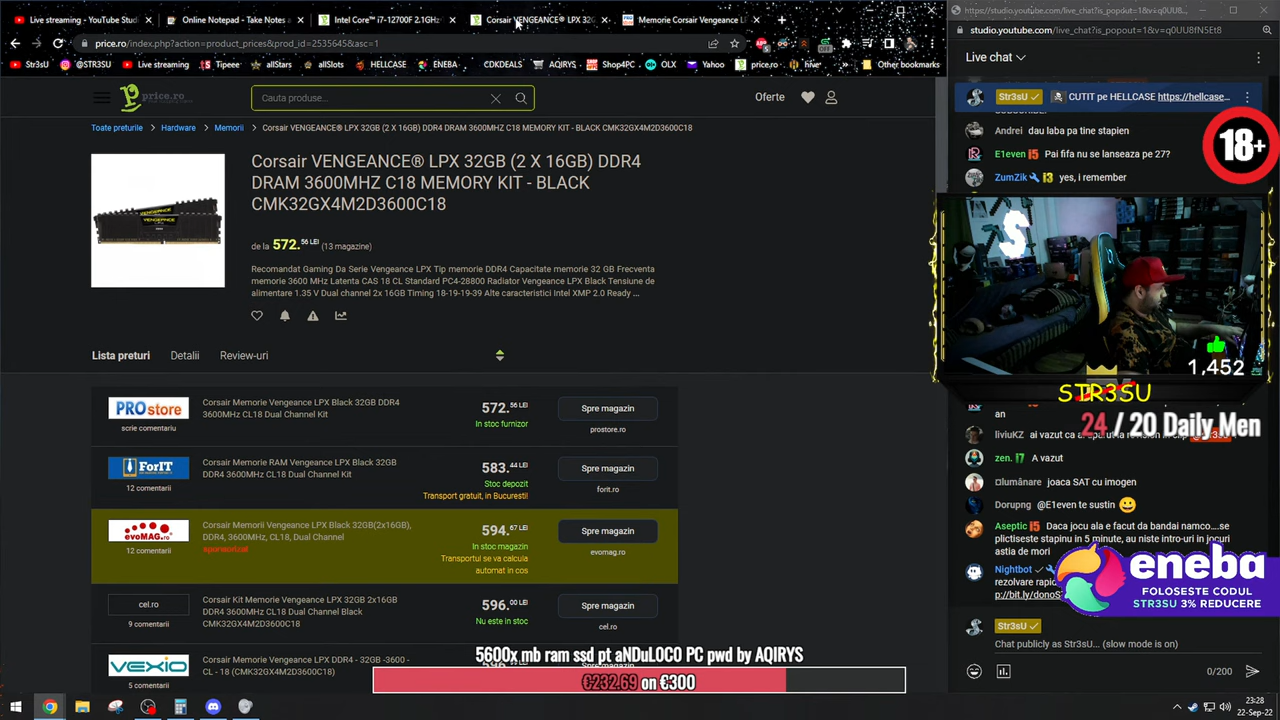 Live streaming - YouTube Studi
Online Notepad - Take Notes a
Intel Core™ i7-12700F 2.1GHz
Corsair VENGEANCE® LPX 32G
Memorie Corsair Vengeance L
price.ro/index.php?action=product_prices&prod_id=2535645&asc=1
Str3sU
@STR3SU
Live streaming
Tipeee
allStars
allSlots
HELLCASE
ENEBA
CDKDEALS
AQIRYS
Shop4PC
OLX
Yahoo
price.ro
Other bookmarks
price.ro
Cauta produse...
Oferte
Toate preturile
Hardware
Memorii
Corsair VENGEANCE® LPX 32GB (2 X 16GB) DDR4 DRAM 3600MHZ C18 MEMORY KIT - BLACK CMK32GX4M2D3600C18
Corsair VENGEANCE® LPX 32GB (2 X 16GB) DDR4
DRAM 3600MHZ C18 MEMORY KIT - BLACK
CMK32GX4M2D3600C18
de la 572.56 LEI (13 magazine)
Recomandat Gaming Da Serie Vengeance LPX Tip memorie DDR4 Capacitate memorie 32 GB Frecventa
memorie 3600 MHz Latenta CAS 18 CL Standard PC4-28800 Radiator Vengeance LPX Black Tensiune de
alimentare 1.35 V Dual channel 2x 16GB Timing 18-19-19-39 Alte caracteristici Intel XMP 2.0 Ready ...
Lista preturi
Detalii
Review-uri
PROstore
scrie comentariu
Corsair Memorie Vengeance LPX Black 32GB DDR4
3600MHz CL18 Dual Channel Kit
572.56 LEI
In stoc furnizor
Spre magazin
prostore.ro
ForIT
12 comentarii
Corsair Memorie RAM Vengeance LPX Black 32GB
DDR4 3600MHz CL18 Dual Channel Kit
583.44 LEI
Stoc depozit
Transport gratuit, in Bucuresti!
Spre magazin
forit.ro
evoMAG.ro
12 comentarii
Corsair Memorii Vengeance LPX Black 32GB(2x16GB),
DDR4, 3600MHz, CL18, Dual Channel
sponsorizat
594.67 LEI
In stoc magazin
Transportul se va calcula
automat in cos
Spre magazin
evomag.ro
cel.ro
9 comentarii
Corsair Kit Memorie Vengeance LPX 32GB 2x16GB
DDR4 3600MHz CL18 Dual Channel Black
CMK32GX4M2D3600C18
596.00 LEI
Nu este in stoc
Spre magazin
cel.ro
VEXIO
5 comentarii
Corsair Memorie Vengeance LPX DDR4 - 32GB -3600 -
CL - 18 (CMK32GX4M2D3600C18)
5600x mb ram ssd pt aNDuLOCO PC pwd by AQIRYS
€232.69 on €300
https://studio.youtube.com/live_chat?is_popout=1&v=q0UU8fN5Et8...
studio.youtube.com/live_chat?is_popout=1&v=q0UU8fN5Et8
Live chat
Str3sU CUTIT pe HELLCASE https://hellcase...
Andrei dau laba pa tine stapien
E1even Pai fifa nu se lanseaza pe 27?
ZumZik yes, i remember
18+
S
1,452
STR3SU
24 / 20 Daily Men
an
liviuKZ
zen. A vazut
Dlumânare joaca SAT cu imogen
Dorupng @E1even te sustin
Aseptic Daca jocu ala e facut da bandai namco....se
plictiseste stapinu in 5 minute, au niste intro-uri in jocuri
astia de mori
Nightbot
rezolvare rapid
p://bit.ly/donoS
eneba
FOLOSESTE CODUL
STR3SU 3% REDUCERE
Str3sU
Chat publicly as Str3sU... (slow mode is on)
0/200
23:28
22-Sep-22